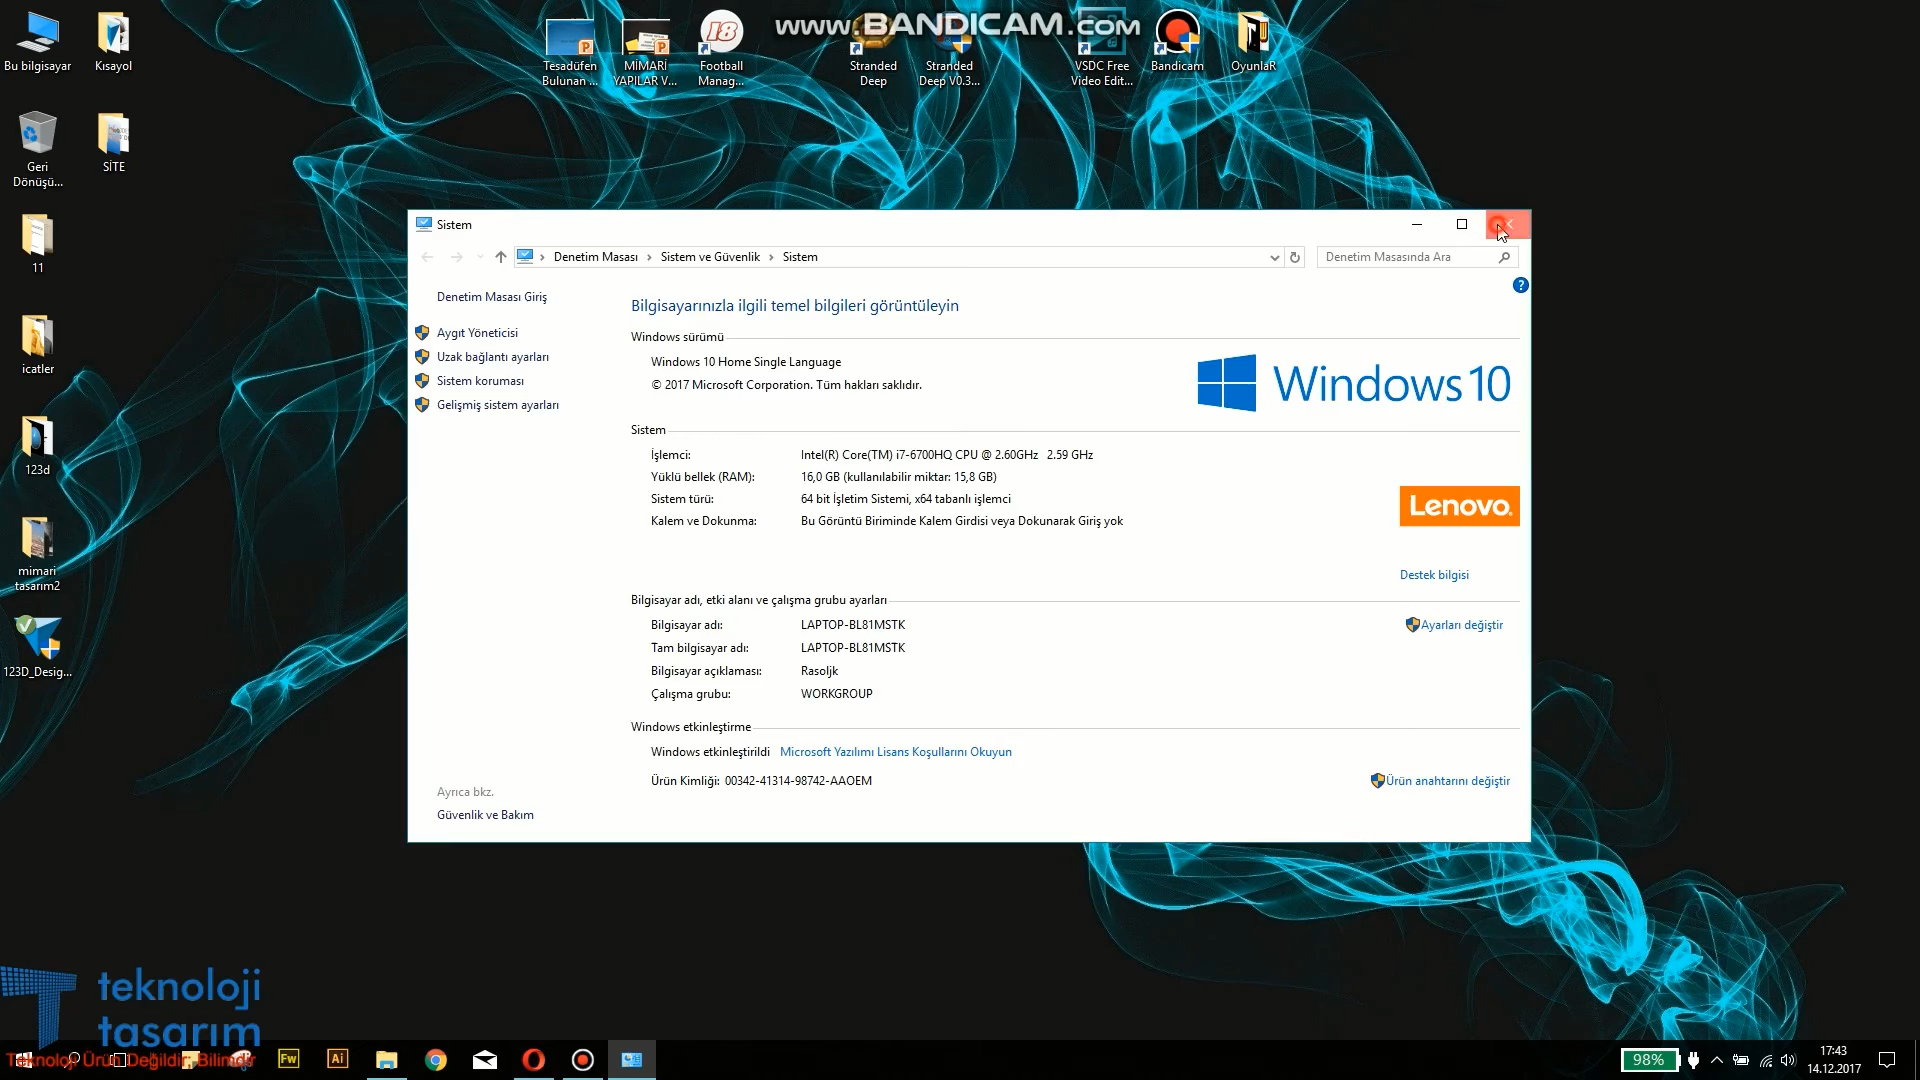 www.BANDICAM.com
Bu bilgisayar
Kısayol
Tesadüfen
Bulunan ...
MİMARİ
YAPILAR V...
18
Football
Manag...
Stranded
Deep
Stranded
Deep V0.3...
VSDC Free
Video Edit...
Bandicam
OyunlaR
Geri
Dönüşü...
SİTE
11
icatler
123d
mimari
tasarım2
123D_Desig...
Sistem
Denetim Masası › Sistem ve Güvenlik › Sistem
Denetim Masasında Ara
Denetim Masası Giriş
Aygıt Yöneticisi
Uzak bağlantı ayarları
Sistem koruması
Gelişmiş sistem ayarları
Ayrıca bkz.
Güvenlik ve Bakım
Bilgisayarınızla ilgili temel bilgileri görüntüleyin
Windows sürümü
Windows 10 Home Single Language
© 2017 Microsoft Corporation. Tüm hakları saklıdır.
Windows 10
Sistem
İşlemci: Intel(R) Core(TM) i7-6700HQ CPU @ 2.60GHz 2.59 GHz
Yüklü bellek (RAM): 16,0 GB (kullanılabilir miktar: 15,8 GB)
Sistem türü: 64 bit İşletim Sistemi, x64 tabanlı işlemci
Kalem ve Dokunma: Bu Görüntü Biriminde Kalem Girdisi veya Dokunarak Giriş yok
Lenovo
Destek bilgisi
Bilgisayar adı, etki alanı ve çalışma grubu ayarları
Bilgisayar adı: LAPTOP-BL81MSTK
Ayarları değiştir
Tam bilgisayar adı: LAPTOP-BL81MSTK
Bilgisayar açıklaması: Rasoljk
Çalışma grubu: WORKGROUP
Windows etkinleştirme
Windows etkinleştirildi Microsoft Yazılımı Lisans Koşullarını Okuyun
Ürün Kimliği: 00342-41314-98742-AAOEM
Ürün anahtarını değiştir
teknoloji
tasarım
Teknoloji Ürün Değildir; Bilimdir
Fw
Ai
98%
17:43
14.12.2017